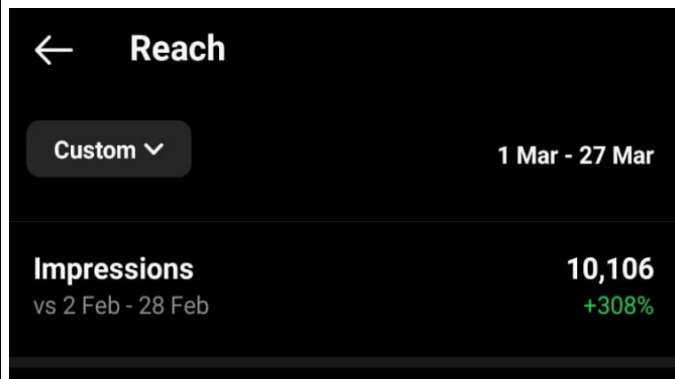 Reach
Custom
1 Mar - 27 Mar
Impressions 10,106
vs 2 Feb - 28 Feb +308%